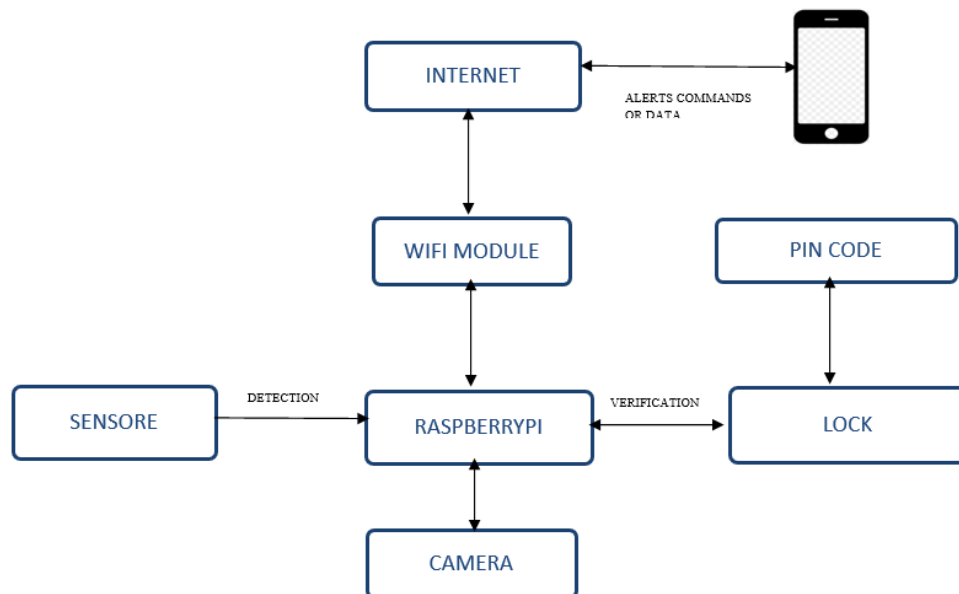 INTERNET
ALERTS COMMANDS
OR DATA
WIFI MODULE
PIN CODE
SENSORE
DETECTION
RASPBERRYPI
VERIFICATION
LOCK
CAMERA